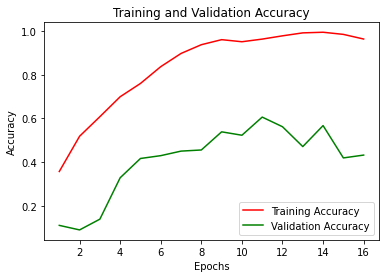 Training and Validation Accuracy
Accuracy
1.0
0.8
0.6
0.4
0.2
2 4 6 8 10 12 14 16
Epochs
Training Accuracy
Validation Accuracy